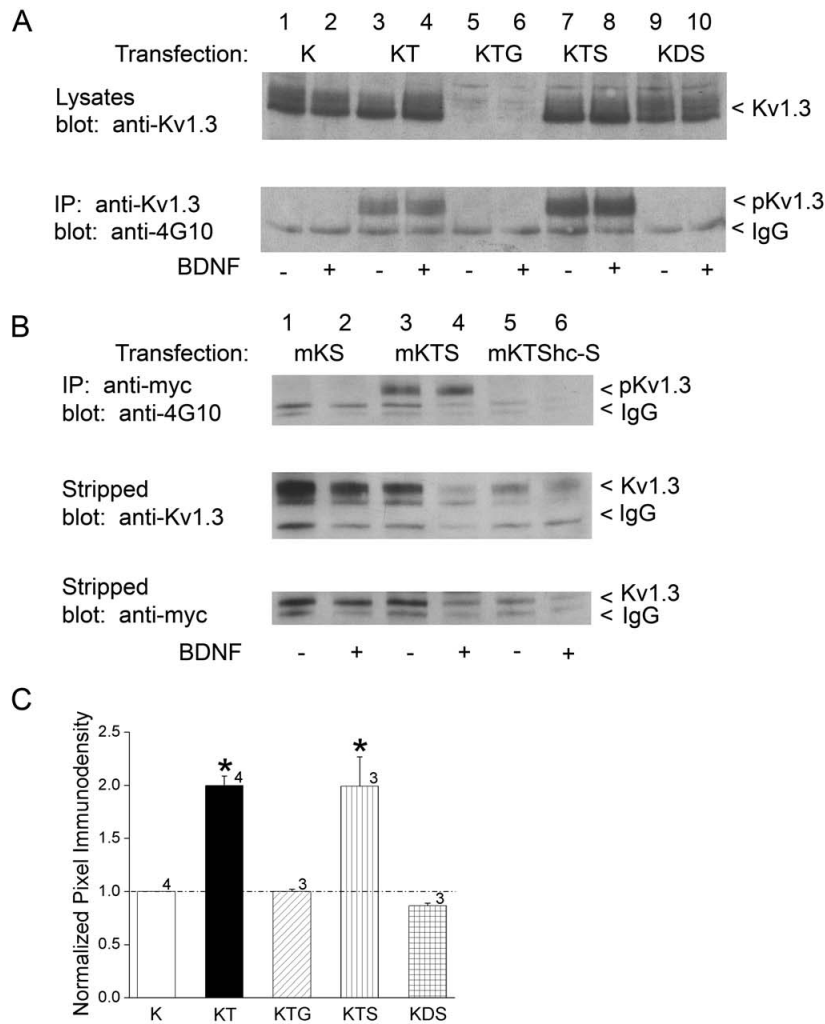 A
1 2 3 4 5 6 7 8 9 10
Transfection: K KT KTG KTS KDS
Lysates
blot: anti-Kv1.3
< Kv1.3
IP: anti-Kv1.3
blot: anti-4G10
< pKv1.3
< IgG
BDNF - + - + - + - + - +
B
1 2 3 4 5 6
Transfection: mKS mKTS mKTShc-S
IP: anti-myc
blot: anti-4G10
< pKv1.3
< IgG
Stripped
blot: anti-Kv1.3
< Kv1.3
< IgG
Stripped
blot: anti-myc
< Kv1.3
< IgG
BDNF - + - + - +
C
Normalized Pixel Immunodensity
2.5
2.0
1.5
1.0
0.5
0.0
4
* 4
3
* 3
3
K KT KTG KTS KDS